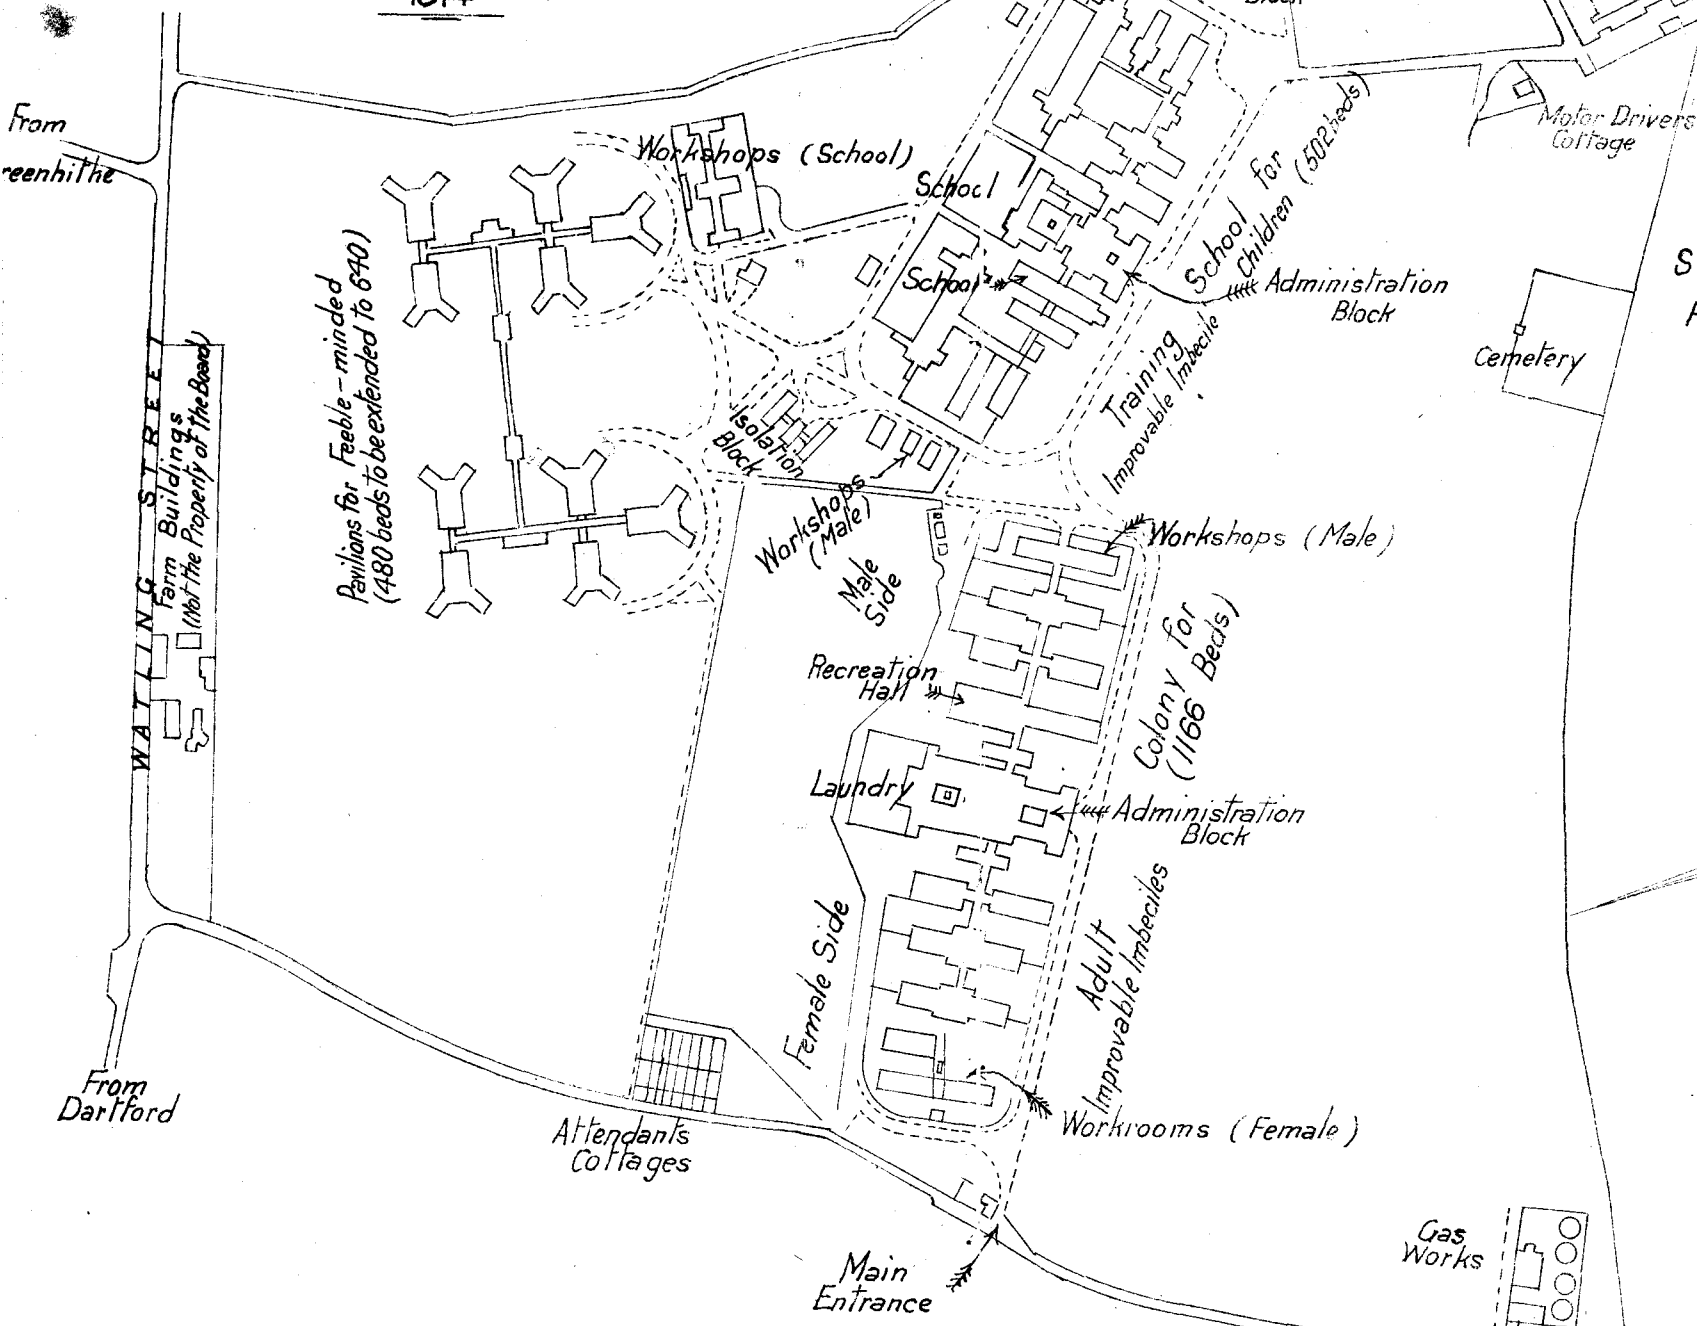 From
reenhithe
Workshops (School)
School
School
School for
Children (502 beds)
Training
Improvable Imbecile
Administration
Block
Motor Drivers
Cottage
Cemetery
Pavilions for Feeble-minded
(480 beds to be extended to 640)
WATLING STREET
Farm Buildings
(Not the Property of the Board)
Isolation
Block
Workshops
(Male)
Male
Side
Workshops (Male)
Recreation
Hall
Colony for
(1166 Beds)
Laundry
Administration
Block
Adult
Improvable Imbeciles
Female Side
From
Dartford
Attendants
Cottages
Workrooms (Female)
Main
Entrance
Gas
Works